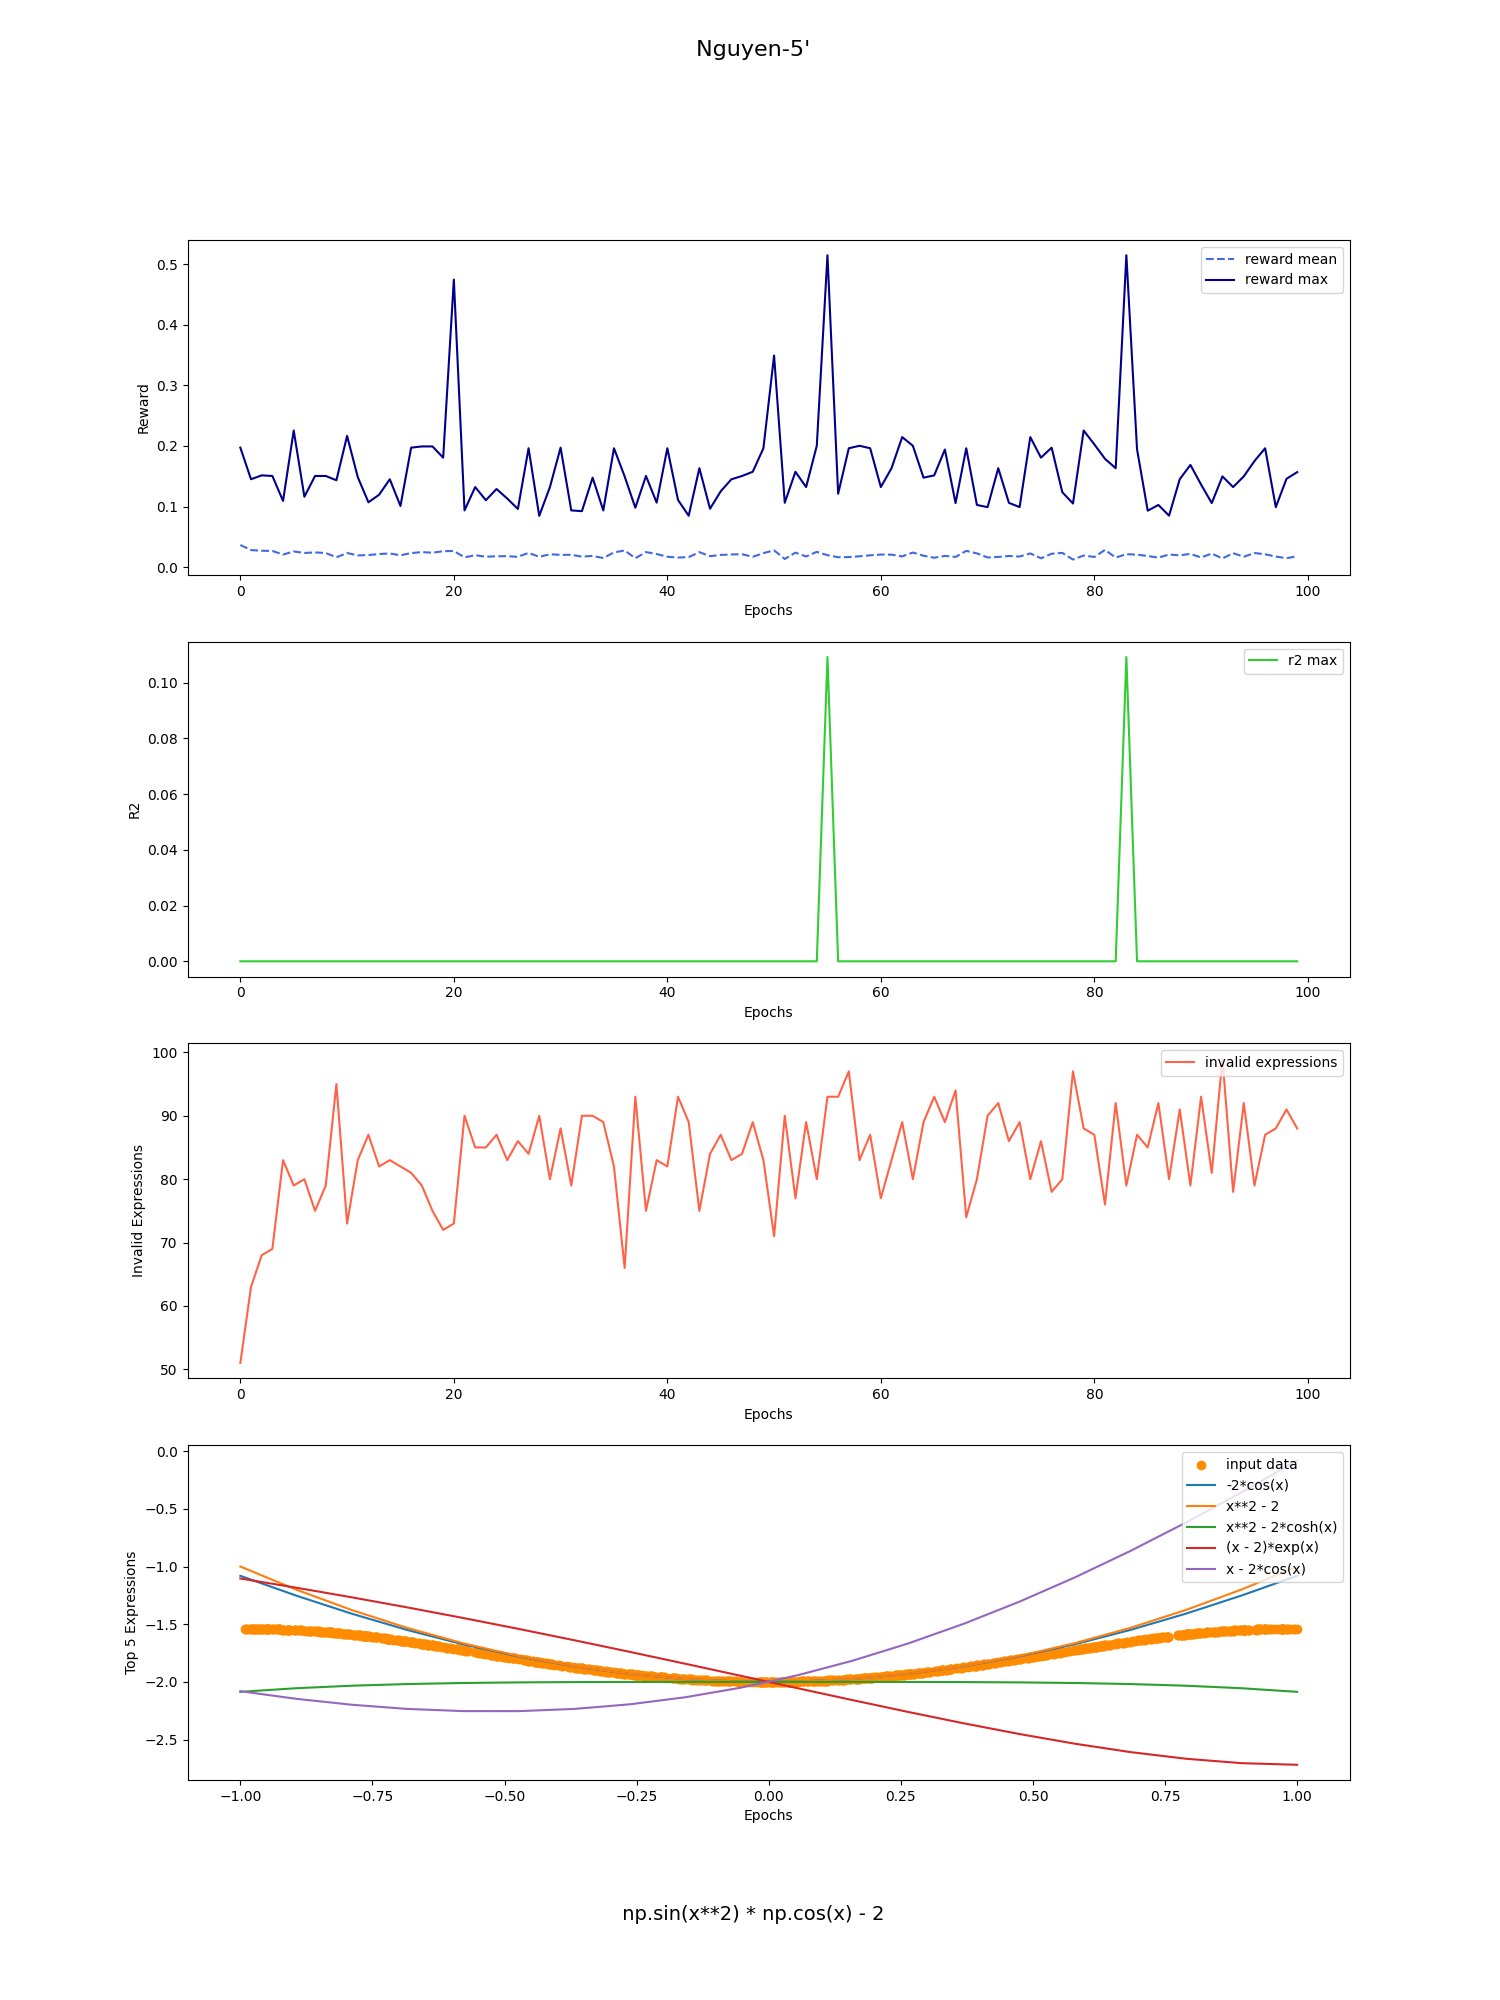 Nguyen-5'
0.5
0.4
0.3
0.2
0.1
0.0
Reward
reward mean
reward max
0 20 40 60 80 100
Epochs
0.10
0.08
0.06
0.04
0.02
0.00
R2
r2 max
0 20 40 60 80 100
Epochs
100
90
80
70
60
50
Invalid Expressions
invalid expressions
0 20 40 60 80 100
Epochs
0.0
−0.5
−1.0
−1.5
−2.0
−2.5
Top 5 Expressions
input data
-2*cos(x)
x**2 - 2
x**2 - 2*cosh(x)
(x - 2)*exp(x)
x - 2*cos(x)
−1.00 −0.75 −0.50 −0.25 0.00 0.25 0.50 0.75 1.00
Epochs
np.sin(x**2) * np.cos(x) - 2